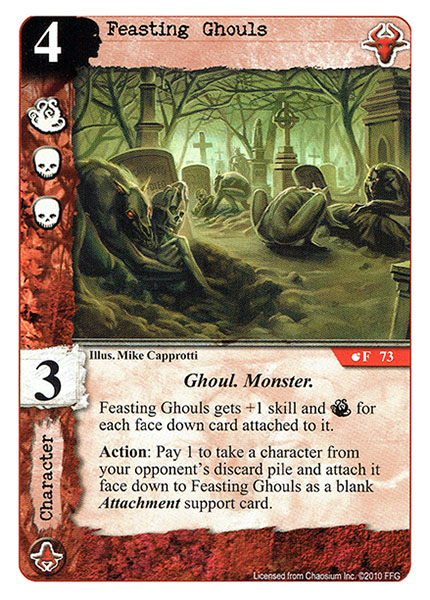 4
Feasting Ghouls
Illus. Mike Capprotti
F 73
3
Character
Ghoul. Monster.
Feasting Ghouls gets +1 skill and for
each face down card attached to it.
Action: Pay 1 to take a character from
your opponent's discard pile and attach it
face down to Feasting Ghouls as a blank
Attachment support card.
Licensed from Chaosium Inc. ©2010 FFG